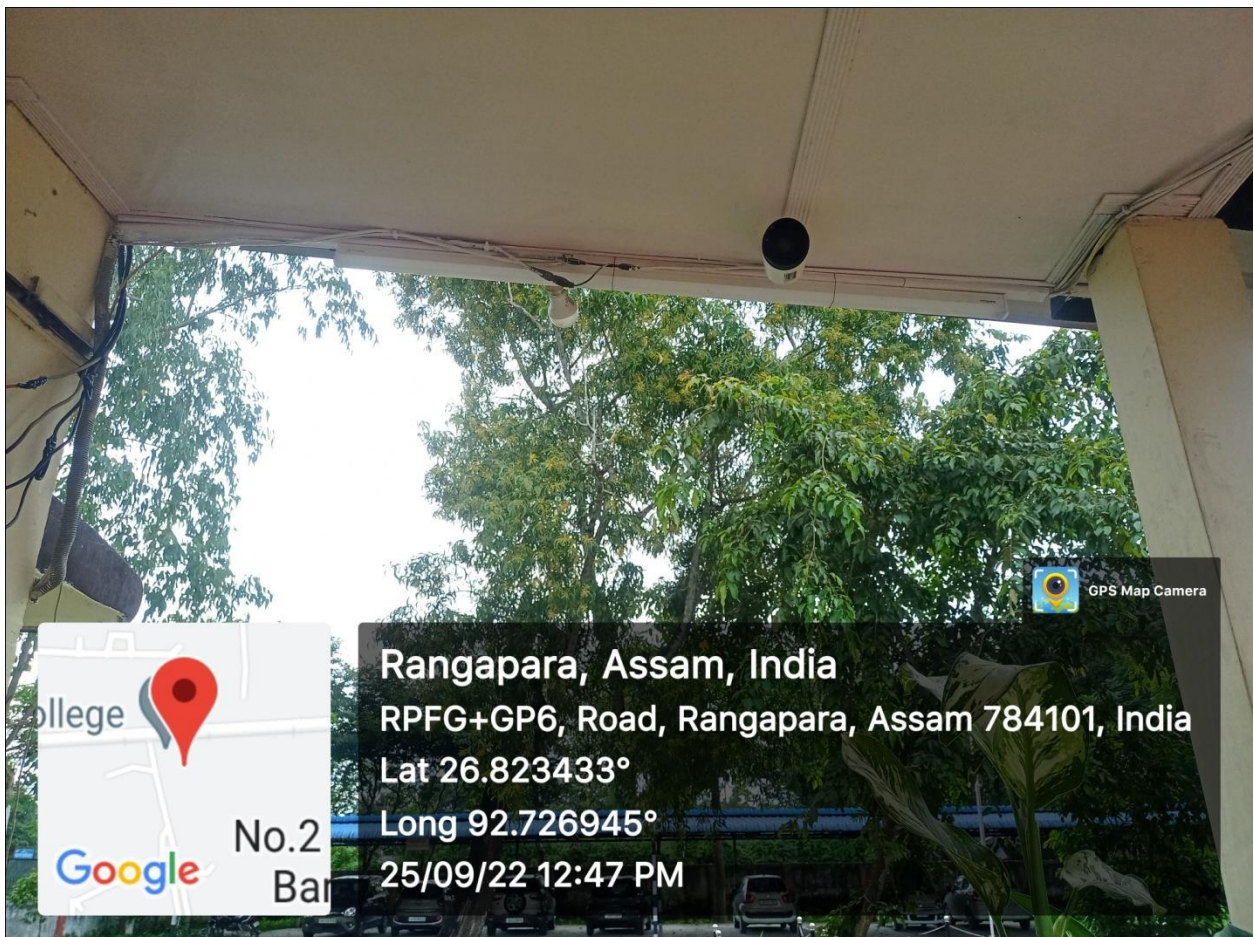 GPS Map Camera
Rangapara, Assam, India
RPFG+GP6, Road, Rangapara, Assam 784101, India
Lat 26.823433°
Long 92.726945°
25/09/22 12:47 PM
ollege
No.2
Bar
Google